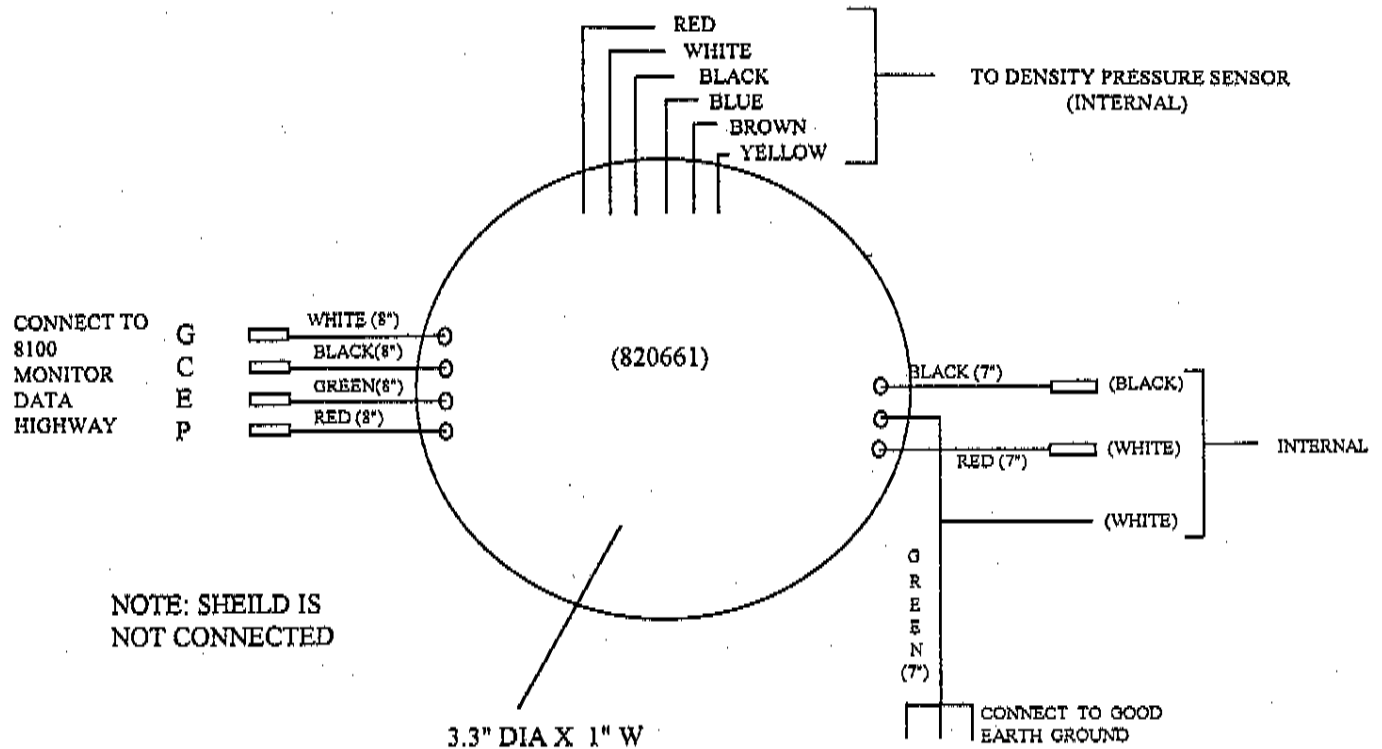 RED
WHITE
BLACK
BLUE
BROWN
YELLOW
TO DENSITY PRESSURE SENSOR
(INTERNAL)
CONNECT TO
8100
MONITOR
DATA
HIGHWAY
G
C
E
P
WHITE (8")
BLACK(8")
GREEN(8")
RED (8")
(820661)
BLACK (7")
RED (7")
(BLACK)
(WHITE)
(WHITE)
INTERNAL
GREEN
(7")
CONNECT TO GOOD
EARTH GROUND
NOTE: SHEILD IS
NOT CONNECTED
3.3" DIA X 1" W